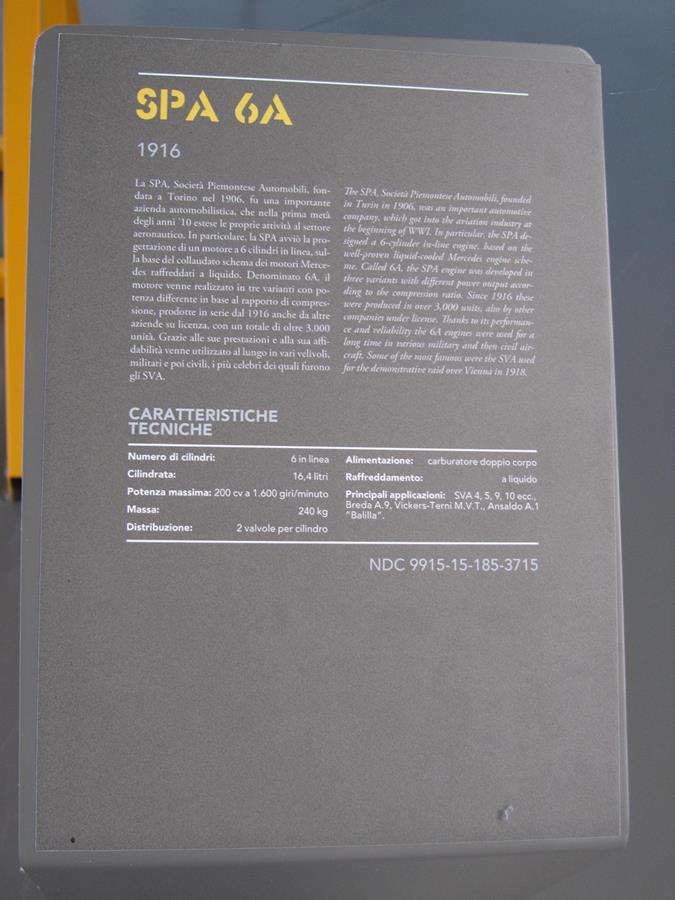 SPA 6A
1916
La SPA, Società Piemontese Automobili, fon-
data a Torino nel 1906, fu una importante
azienda automobilistica, che nella prima metà
degli anni '10 estese le proprie attività al settore
aeronautico. In particolare, la SPA avviò la pro-
gettazione di un motore a 6 cilindri in linea, sul-
la base del collaudato schema dei motori Merce-
des raffreddati a liquido. Denominato 6A, il
motore venne realizzato in tre varianti con po-
tenza differente in base al rapporto di compres-
sione, prodotte in serie dal 1916 anche da altre
aziende su licenza, con un totale di oltre 3.000
unità. Grazie alle sue prestazioni e alla sua affi-
dabilità venne utilizzato al lungo in vari velivoli,
militari e poi civili, i più celebri dei quali furono
gli SVA.
The SPA, Società Piemontese Automobili, founded
in Turin in 1906, was an important automotive
company, which got into the aviation industry at
the beginning of WWI. In particular, the SPA de-
signed a 6-cylinder in-line engine, based on the
well-proven liquid-cooled Mercedes engine sche-
me. Called 6A, the SPA engine was developed in
three variants with different power output accor-
ding to the compression ratio. Since 1916 these
were produced in over 3.000 units, also by other
companies under license. Thanks to its performan-
ce and reliability the 6A engines were used for a
long time in various military and then civil air-
craft. Some of the most famous were the SVA used
for the demonstrative raid over Vienna in 1918.
CARATTERISTICHE
TECNICHE
Numero di cilindri: 6 in linea
Cilindrata: 16,4 litri
Potenza massima: 200 cv a 1.600 giri/minuto
Massa: 240 kg
Distribuzione: 2 valvole per cilindro
Alimentazione: carburatore doppio corpo
Raffreddamento: a liquido
Principali applicazioni: SVA 4, 5, 9, 10 ecc.,
Breda A.9, Vickers-Terni M.V.T., Ansaldo A.1
"Balilla".
NDC 9915-15-185-3715